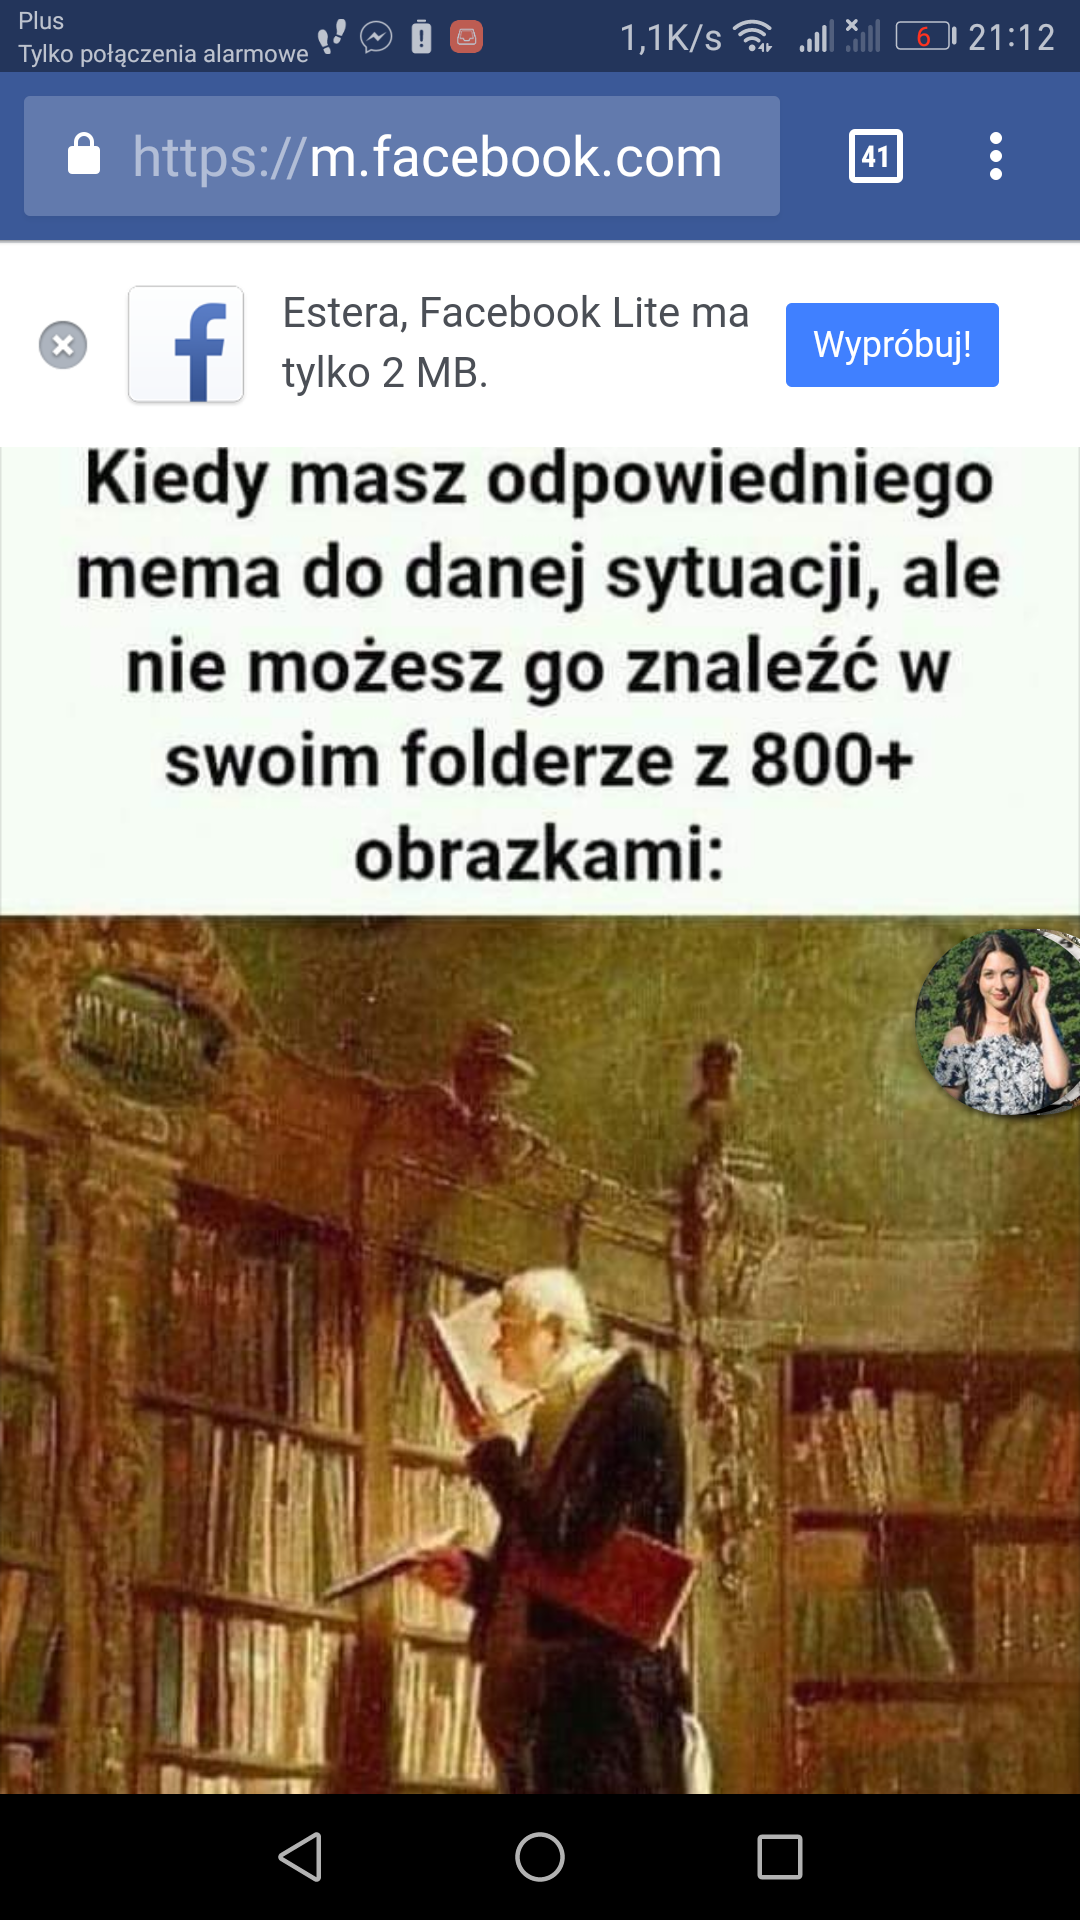 Plus
Tylko połączenia alarmowe
1,1K/s
6
21:12
https://m.facebook.com
41
f
Estera, Facebook Lite ma
tylko 2 MB.
Wypróbuj!
Kiedy masz odpowiedniego
mema do danej sytuacji, ale
nie możesz go znaleźć w
swoim folderze z 800+
obrazkami: